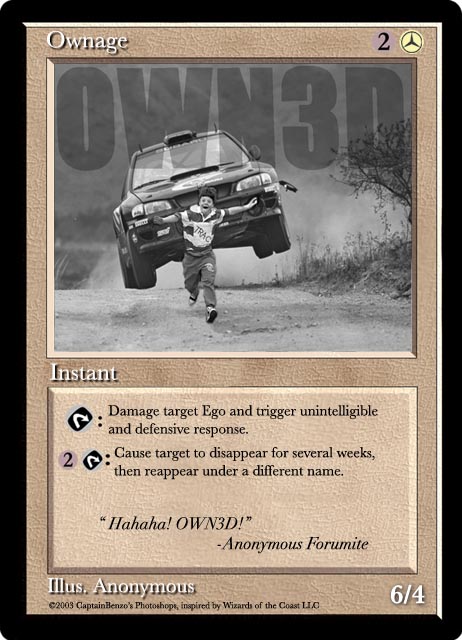 Ownage 2
OWN3D
TRAC
Instant
: Damage target Ego and trigger unintelligible
and defensive response.
2 : Cause target to disappear for several weeks,
then reappear under a different name.
“ Hahaha! OWN3D!”
-Anonymous Forumite
Illus. Anonymous
6/4
©2003 CaptainBenzo's Photoshops, inspired by Wizards of the Coast LLC